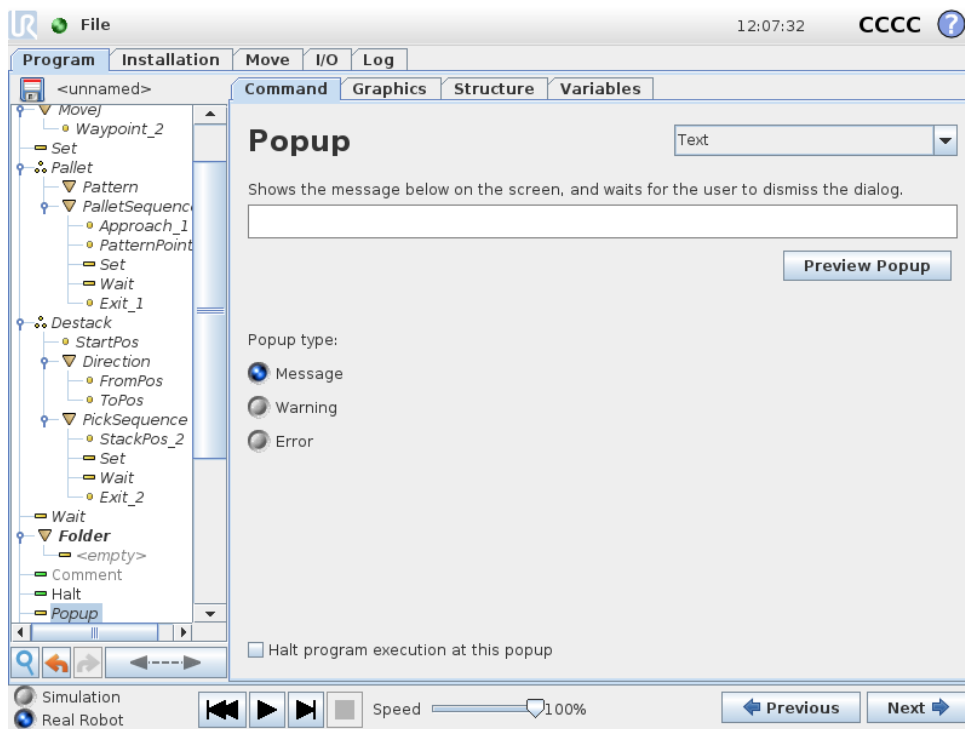 UR File 12:07:32 CCCC ?
Program Installation Move I/O Log
<unnamed> Command Graphics Structure Variables
MoveJ
Waypoint_2
Set
Pallet
Pattern
PalletSequenc
Approach_1
PatternPoint
Set
Wait
Exit_1
Destack
StartPos
Direction
FromPos
ToPos
PickSequence
StackPos_2
Set
Wait
Exit_2
Wait
Folder
<empty>
Comment
Halt
Popup
Popup Text
Shows the message below on the screen, and waits for the user to dismiss the dialog.
Preview Popup
Popup type:
Message
Warning
Error
Halt program execution at this popup
Simulation
Real Robot
Speed 100%
Previous Next